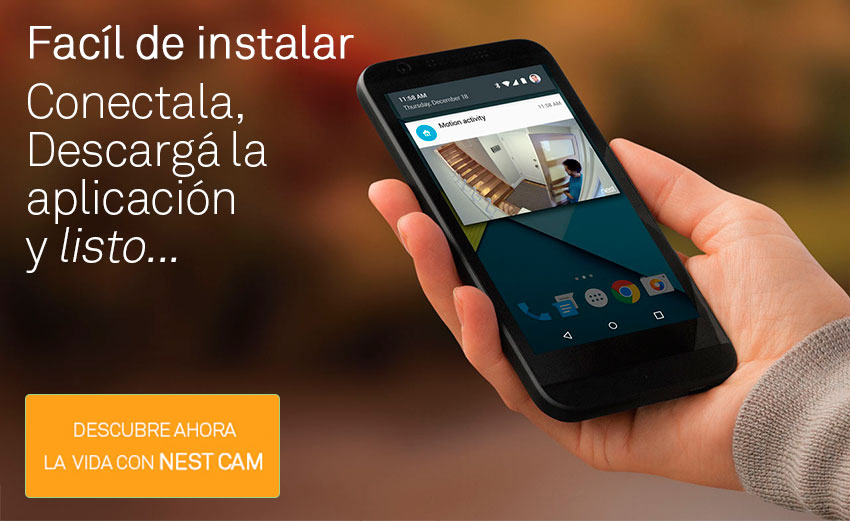 Facíl de instalar
Conectala,
Descargá la
aplicación
y listo...
11:58 AM
Thursday, December 18
Motion activity
11:58 AM
nest
DESCUBRE AHORA
LA VIDA CON NEST CAM